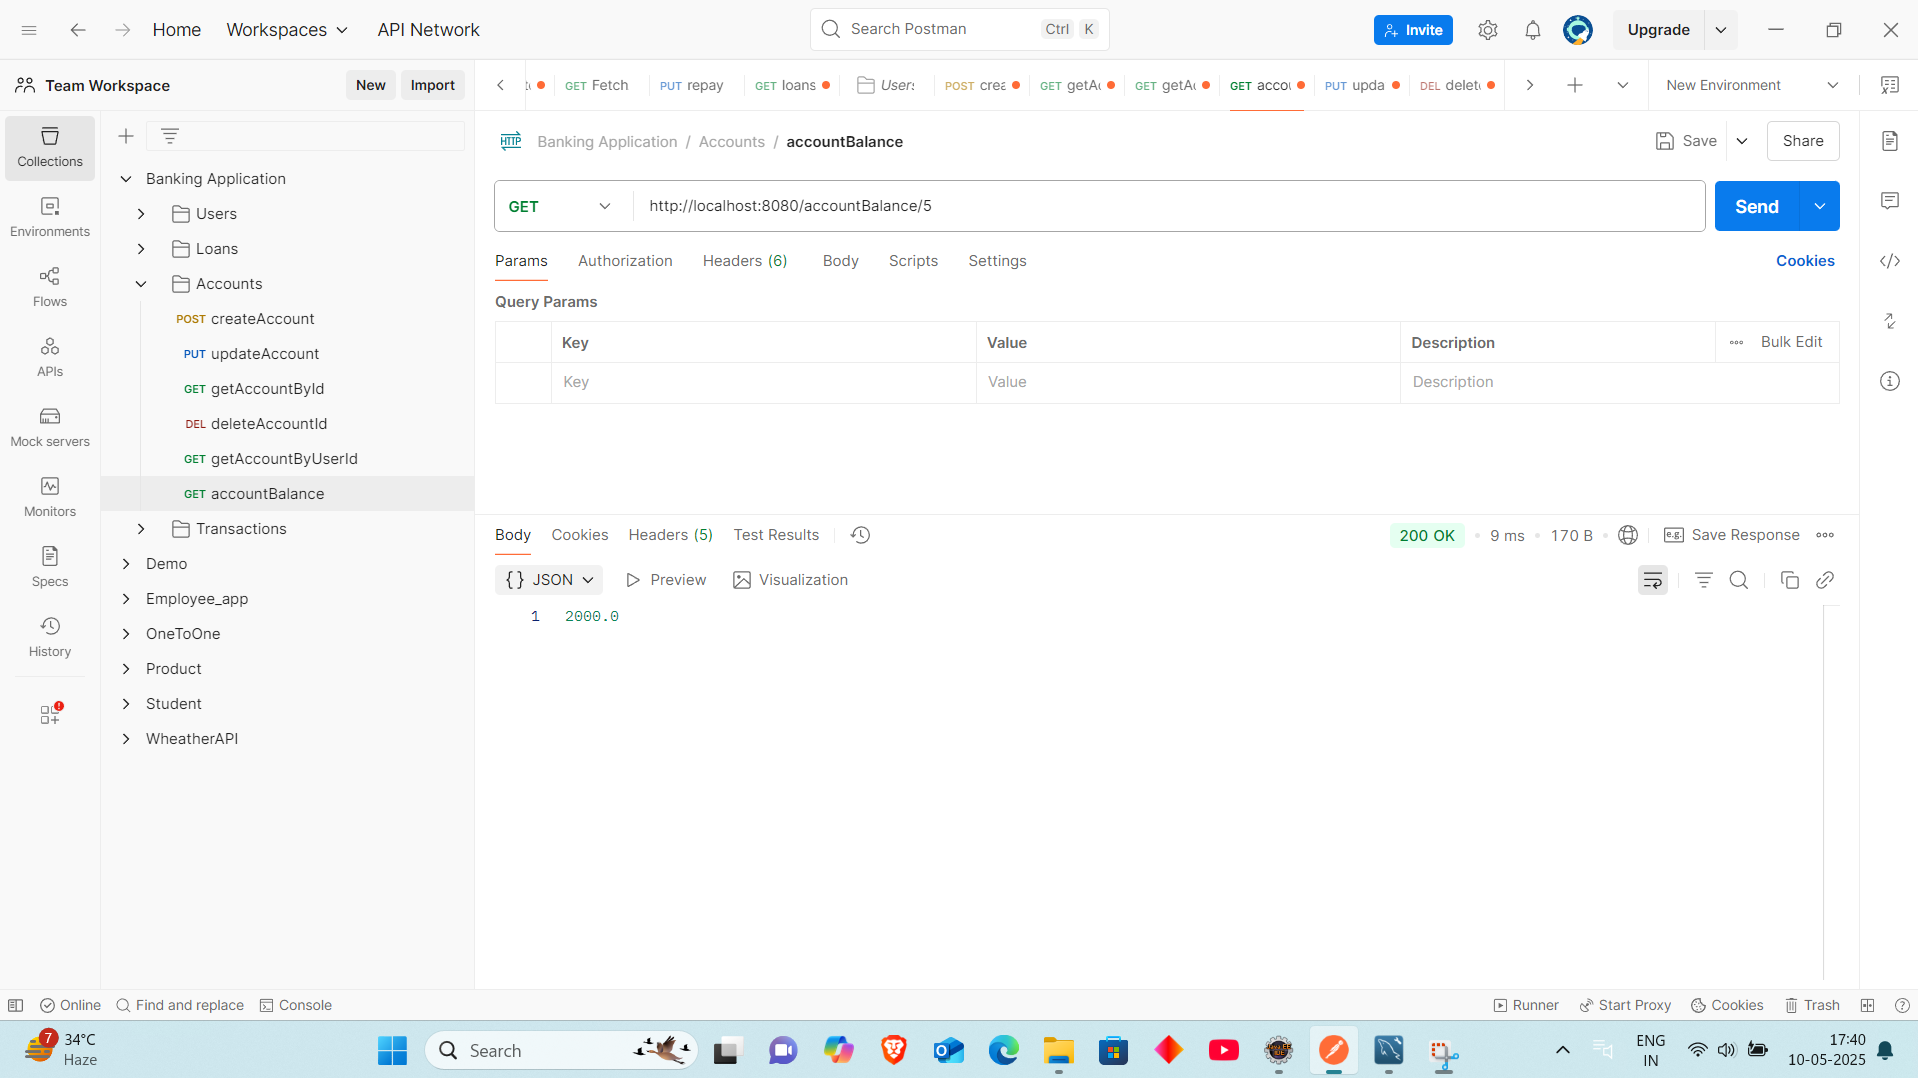 Home Workspaces API Network Search Postman Ctrl K Invite Upgrade
Team Workspace New Import GET Fetch PUT repay GET loans Users POST crea GET getAc GET getAc GET accou PUT upda DEL delet New Environment
Collections
Environments
Flows
APIs
Mock servers
Monitors
Specs
History
Banking Application
Users
Loans
Accounts
POST createAccount
PUT updateAccount
GET getAccountById
DEL deleteAccountId
GET getAccountByUserId
GET accountBalance
Transactions
Demo
Employee_app
OneToOne
Product
Student
WheatherAPI
HTTP Banking Application / Accounts / accountBalance Save Share
GET http://localhost:8080/accountBalance/5 Send
Params Authorization Headers (6) Body Scripts Settings Cookies
Query Params
Key Value Description Bulk Edit
Key Value Description
Body Cookies Headers (5) Test Results 200 OK 9 ms 170 B e.g. Save Response
{} JSON Preview Visualization
1 2000.0
Online Find and replace Console Runner Start Proxy Cookies Trash
7 34°C
Haze
Search
ENG
IN
17:40
10-05-2025